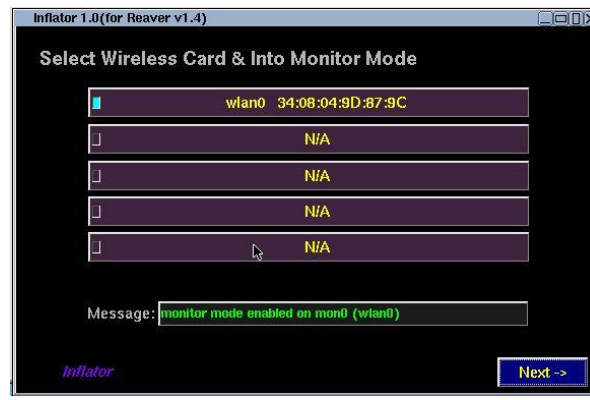 Inflator 1.0(for Reaver v1.4)
Select Wireless Card & Into Monitor Mode
wlan0 34:08:04:9D:87:9C
N/A
N/A
N/A
N/A
Message: monitor mode enabled on mon0 (wlan0)
Inflator
Next ->